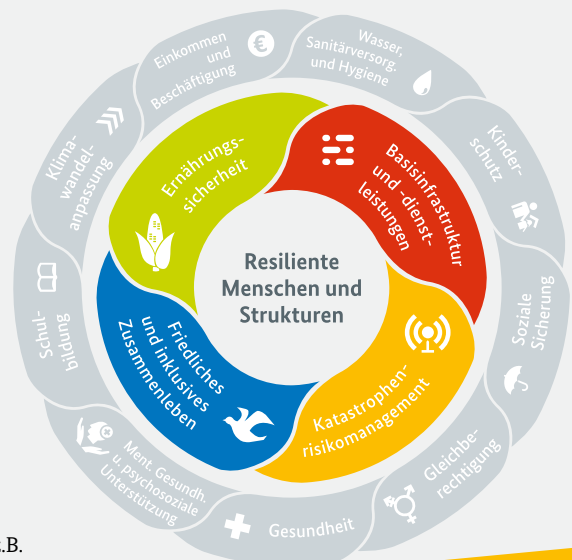 Einkommen
und
Beschäftigung
€
Wasser,
Sanitärversorg.
und Hygiene
Kinder-
schutz
Soziale
Sicherung
Gleichbe-
rechtigung
Gesundheit
Ment. Gesundh.
u. psychosoziale
Unterstützung
Schul-
bildung
Klima-
wandel-
anpassung
Ernährungs-
sicherheit
Basisinfrastruktur
und -dienst-
leistungen
Katastrophen-
risikomanagement
Friedliches
und inklusives
Zusammenleben
Resiliente
Menschen und
Strukturen
z.B.